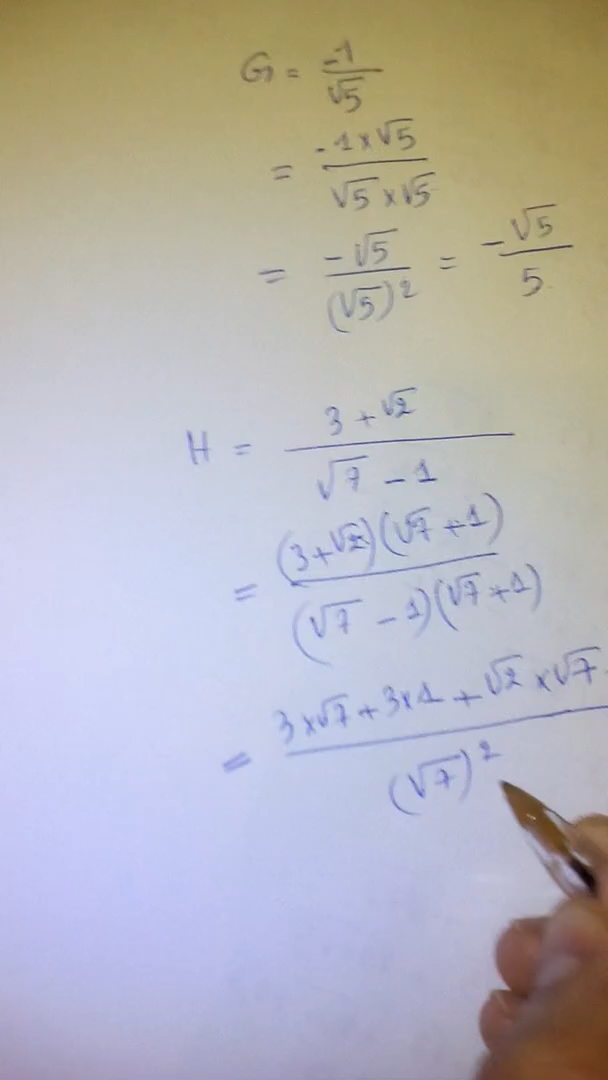 G = -1/√5
= -1×√5/√5×√5
= -√5/(√5)² = -√5/5
H = 3+√2/√7-1
= (3+√2)(√7+1)/(√7-1)(√7+1)
= 3×√7+3×1+√2×√7/(√7)²